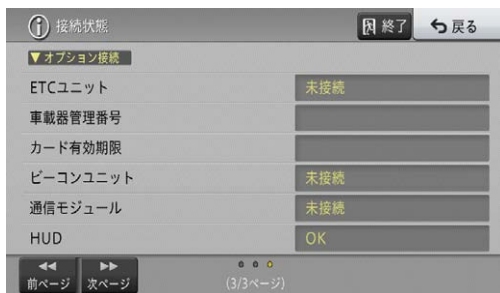 接続状態
終了
戻る
▼オプション接続
ETCユニット 未接続
車載器管理番号
カード有効期限
ビーコンユニット 未接続
通信モジュール 未接続
HUD OK
前ページ 次ページ
(3/3ページ)